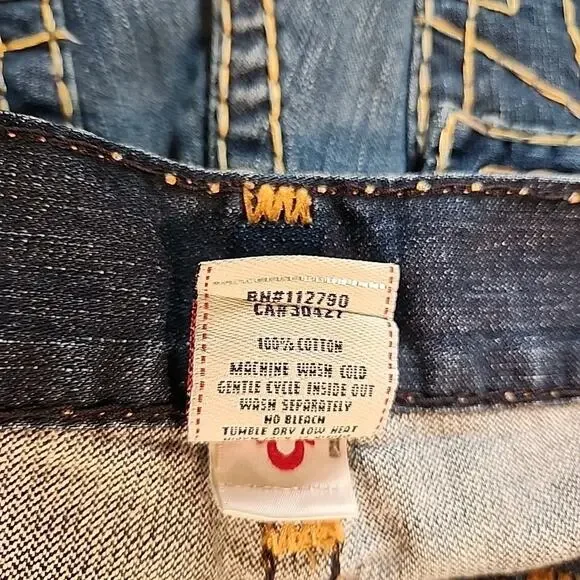 RN#112790
CA# 30427
100% COTTON
MACHINE WASH COLD
GENTLE CYCLE INSIDE OUT
WASH SEPARATELY
NO BLEACH
TUMBLE DRY LOW HEAT